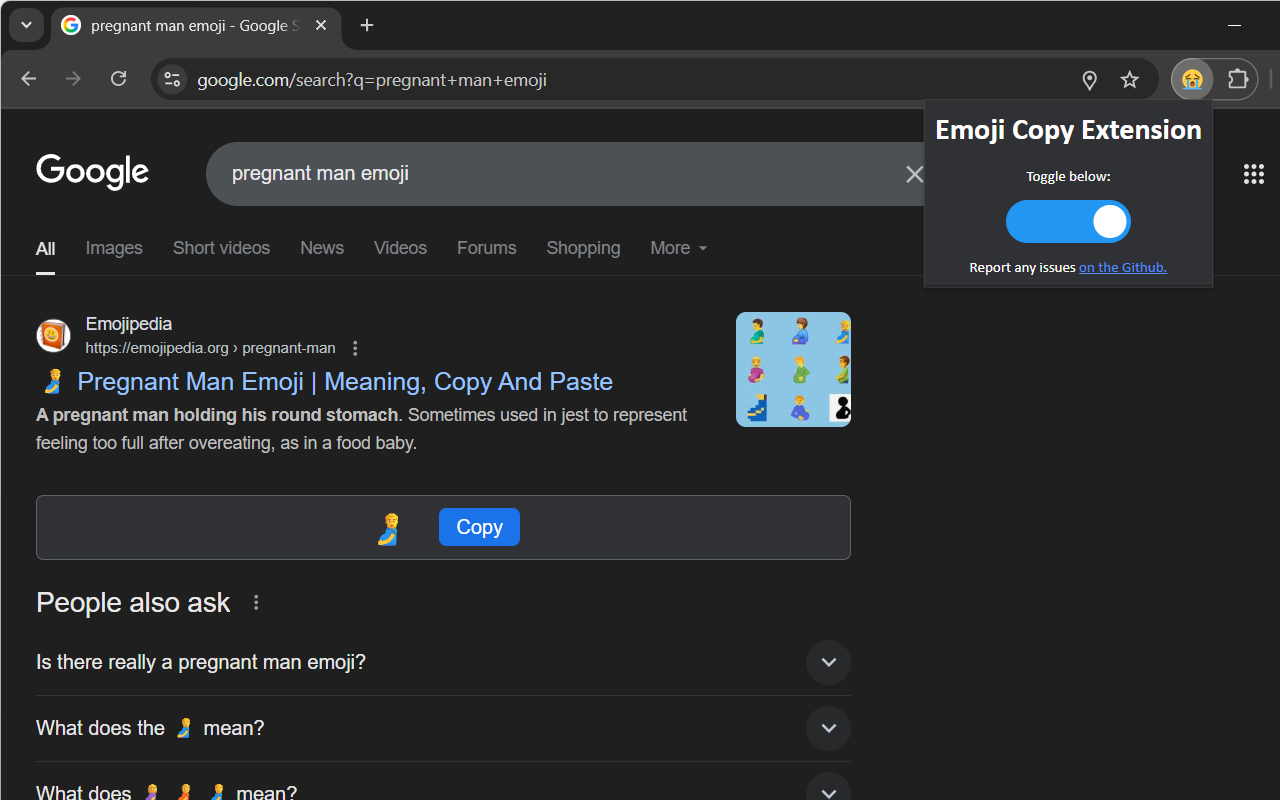 pregnant man emoji - Google S
google.com/search?q=pregnant+man+emoji
Emoji Copy Extension
Toggle below:
Report any issues on the Github.
Google
pregnant man emoji
All Images Short videos News Videos Forums Shopping More
Emojipedia
https://emojipedia.org › pregnant-man
🫃 Pregnant Man Emoji | Meaning, Copy And Paste
A pregnant man holding his round stomach. Sometimes used in jest to represent
feeling too full after overeating, as in a food baby.
🫃 Copy
People also ask
Is there really a pregnant man emoji?
What does the 🫃 mean?
What does 🤰 🫄 🫃 mean?